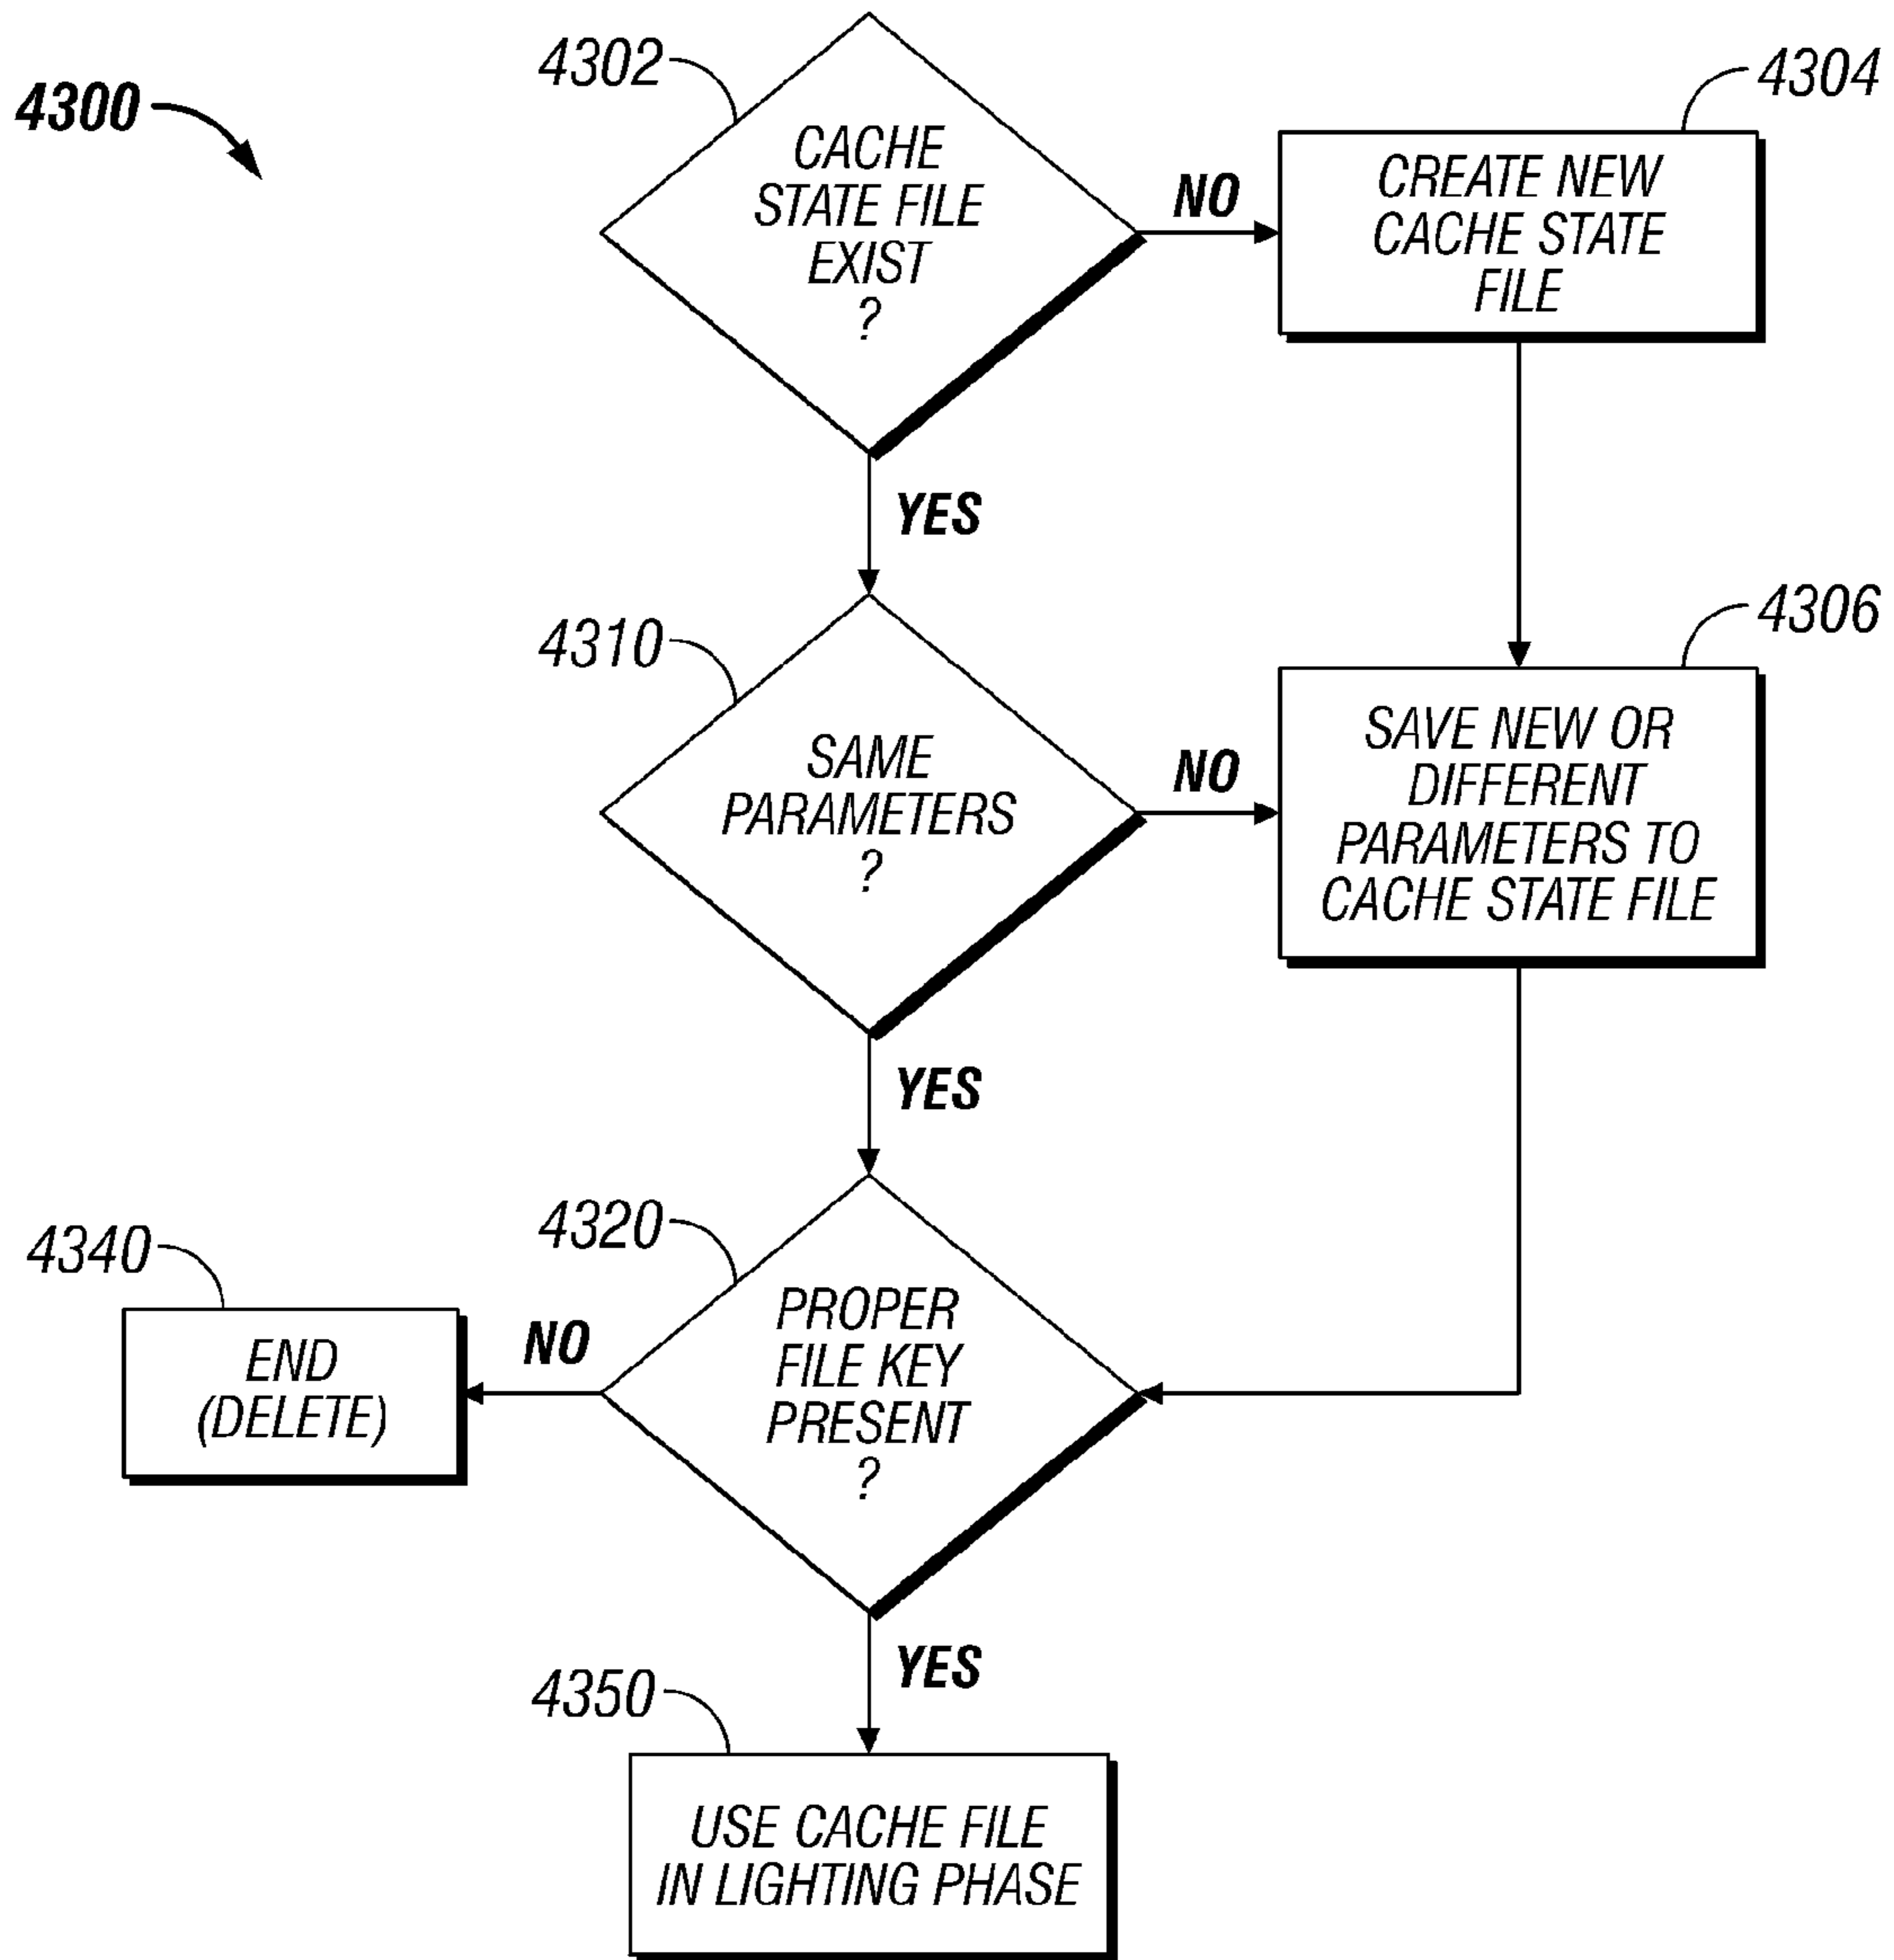 4300
4302
CACHE
STATE FILE
EXIST
?
NO
4304
CREATE NEW
CACHE STATE
FILE
YES
4310
SAME
PARAMETERS
?
NO
4306
SAVE NEW OR
DIFFERENT
PARAMETERS TO
CACHE STATE FILE
YES
4320
PROPER
FILE KEY
PRESENT
?
NO
4340
END
(DELETE)
YES
4350
USE CACHE FILE
IN LIGHTING PHASE